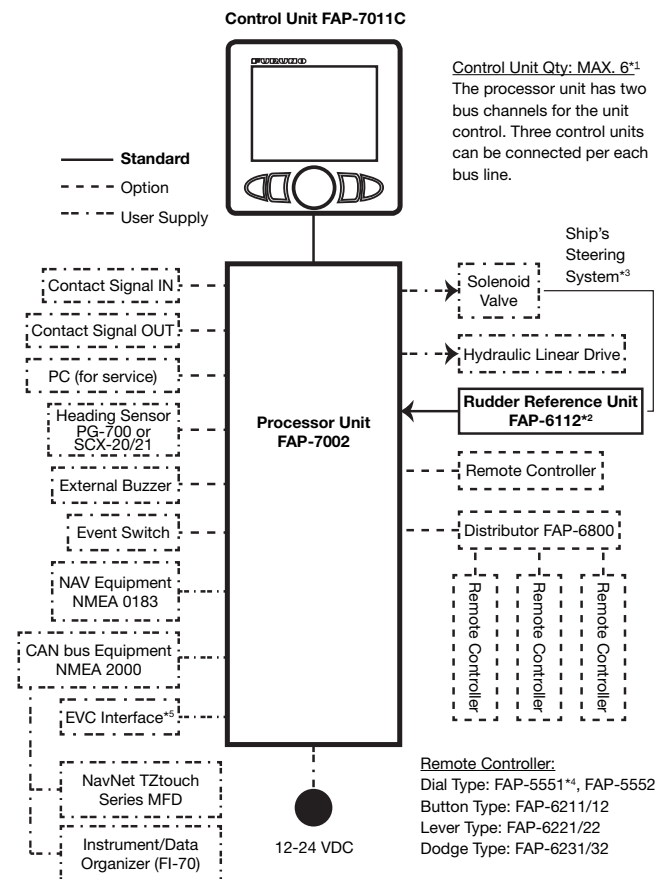 Control Unit FAP-7011C
FURUNO
Control Unit Qty: MAX. 6*1
The processor unit has two
bus channels for the unit
control. Three control units
can be connected per each
bus line.
Standard
Option
User Supply
Ship's
Steering
System*3
Contact Signal IN
Contact Signal OUT
PC (for service)
Heading Sensor
PG-700 or
SCX-20/21
External Buzzer
Event Switch
NAV Equipment
NMEA 0183
CAN bus Equipment
NMEA 2000
EVC Interface*5
NavNet TZtouch
Series MFD
Instrument/Data
Organizer (FI-70)
Processor Unit
FAP-7002
12-24 VDC
Solenoid
Valve
Hydraulic Linear Drive
Rudder Reference Unit
FAP-6112*2
Remote Controller
Distributor FAP-6800
Remote Controller
Remote Controller
Remote Controller
Remote Controller:
Dial Type: FAP-5551*4, FAP-5552
Button Type: FAP-6211/12
Lever Type: FAP-6221/22
Dodge Type: FAP-6231/32